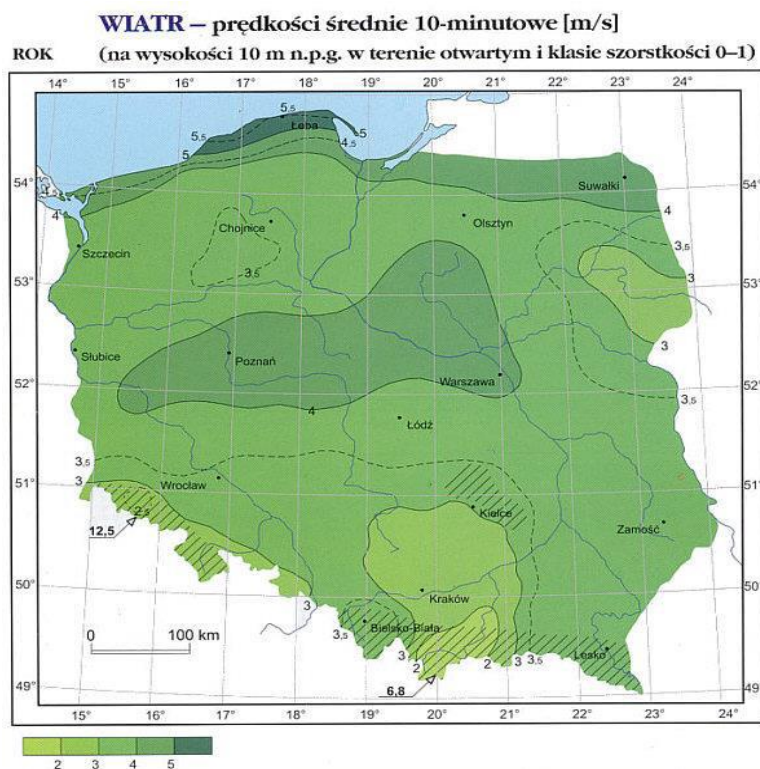 WIATR – prędkości średnie 10-minutowe [m/s]
ROK (na wysokości 10 m n.p.g. w terenie otwartym i klasie szorstkości 0–1)
14° 15° 16° 17° 18° 19° 20° 21° 22° 23° 24°
5,5
5,5 Łeba 5
5 4,5
54° 54°
Suwałki
4,5
4 4
Chojnice Olsztyn
3,5
Szczecin
3,5 3
53° 53°
3
Słubice Poznań
Warszawa
52° 52°
4 3,5
Łódź
3,5
3 Wrocław
51° 51°
2,5 Kielce
12,5 Zamość
50° 50°
3 Kraków
0 100 km 3,5 Bielsko-Biała
3 2 2 3 3,5 Lesko
49° 49°
6,8
15° 16° 17° 18° 19° 20° 21° 22° 23°
2 3 4 5